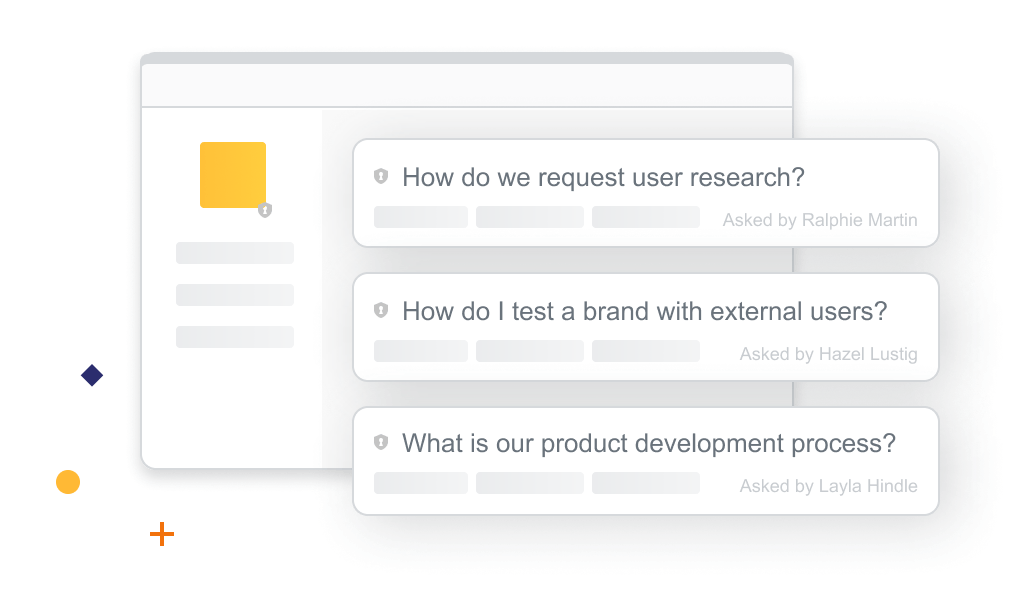 How do we request user research?
Asked by Ralphie Martin
How do I test a brand with external users?
Asked by Hazel Lustig
What is our product development process?
Asked by Layla Hindle